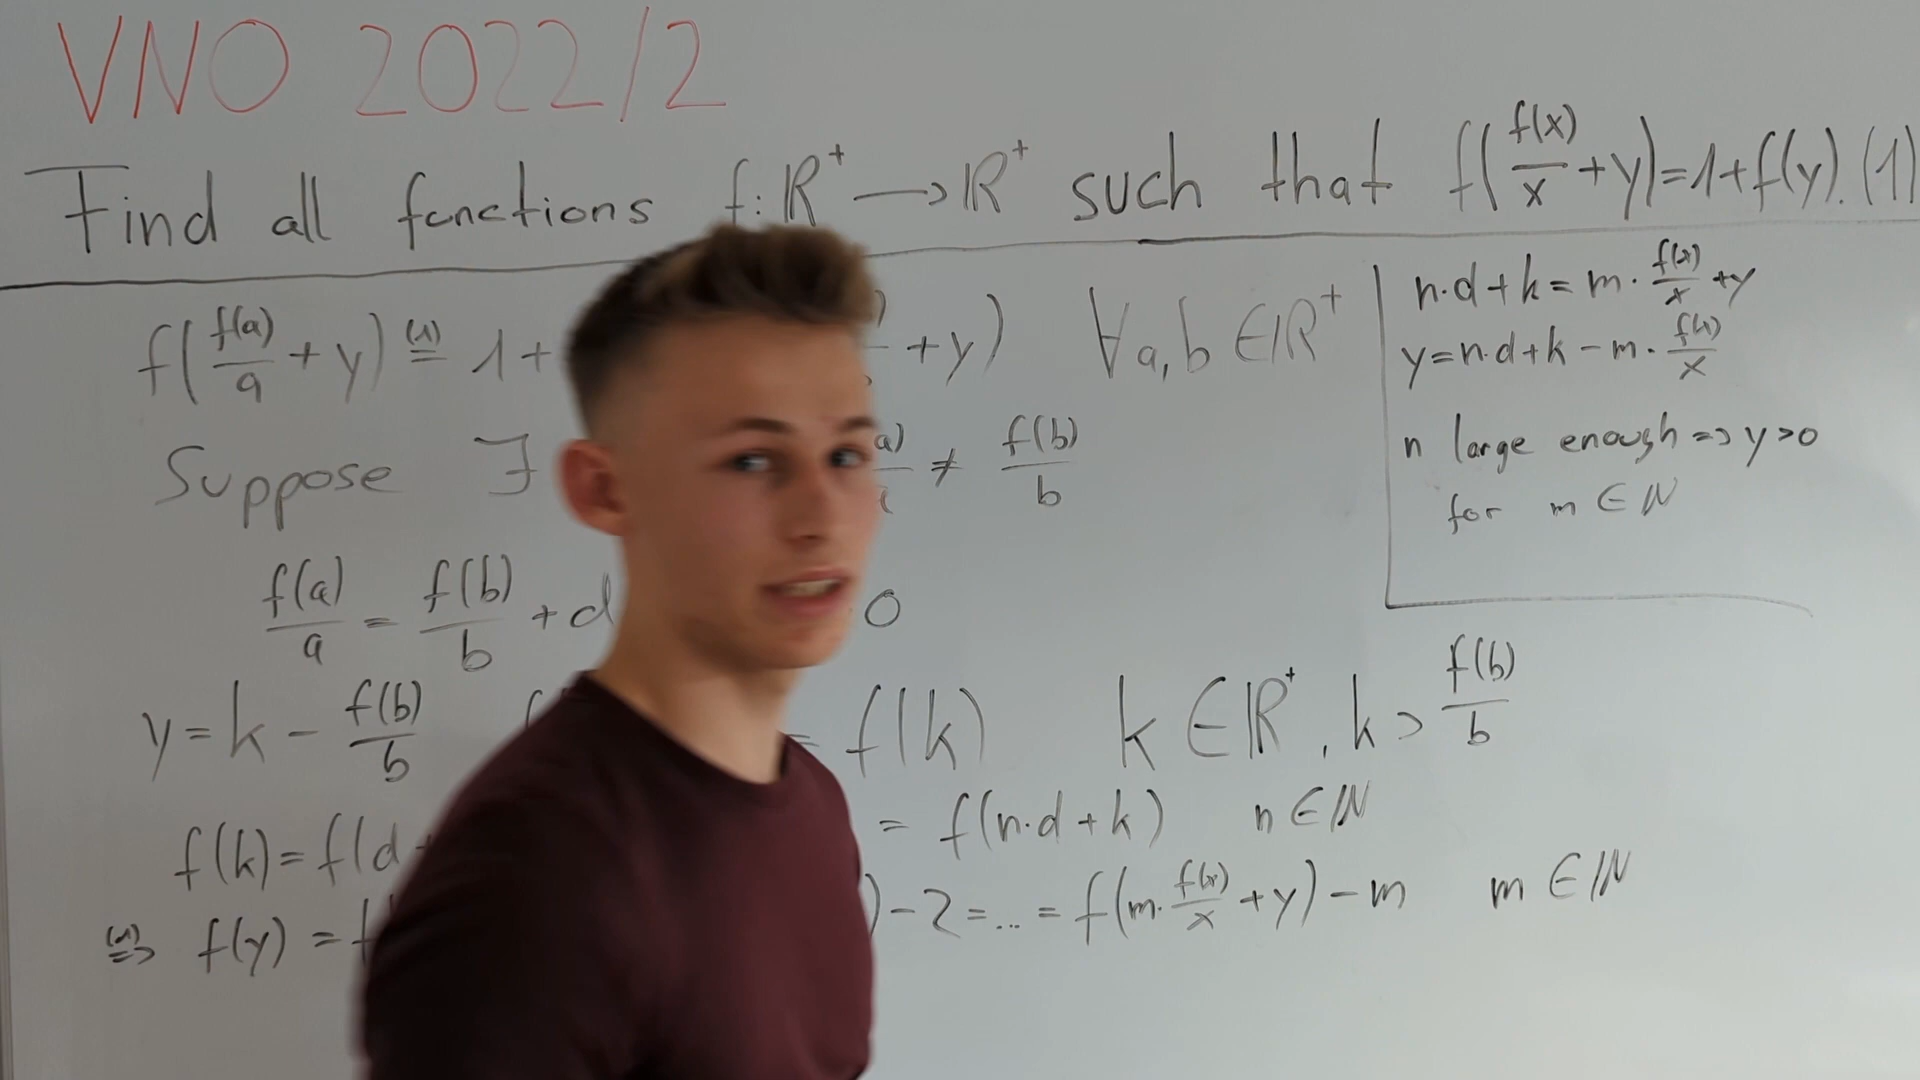 VNO 2022/2
Find all functions f:ℝ⁺→ℝ⁺ such that f(f(x)/x+y)=1+f(y). (1)
f(f(a)/a + y) (1)= 1+ +y) ∀a,b∈ℝ⁺
Suppose ∃ ≠ f(b)/b
f(a)/a = f(b)/b + d 0
y=k - f(b)/b = f(k) k∈ℝ⁺, k> f(b)/b
f(k)=f(d+ = f(n·d+k) n∈ℕ
(1)=> f(y) = )-2=...= f(m·f(x)/x+y)-m m∈ℕ
n·d+k=m·f(x)/x+y
y=n·d+k-m·f(x)/x
n large enough => y>0
for m∈ℕ